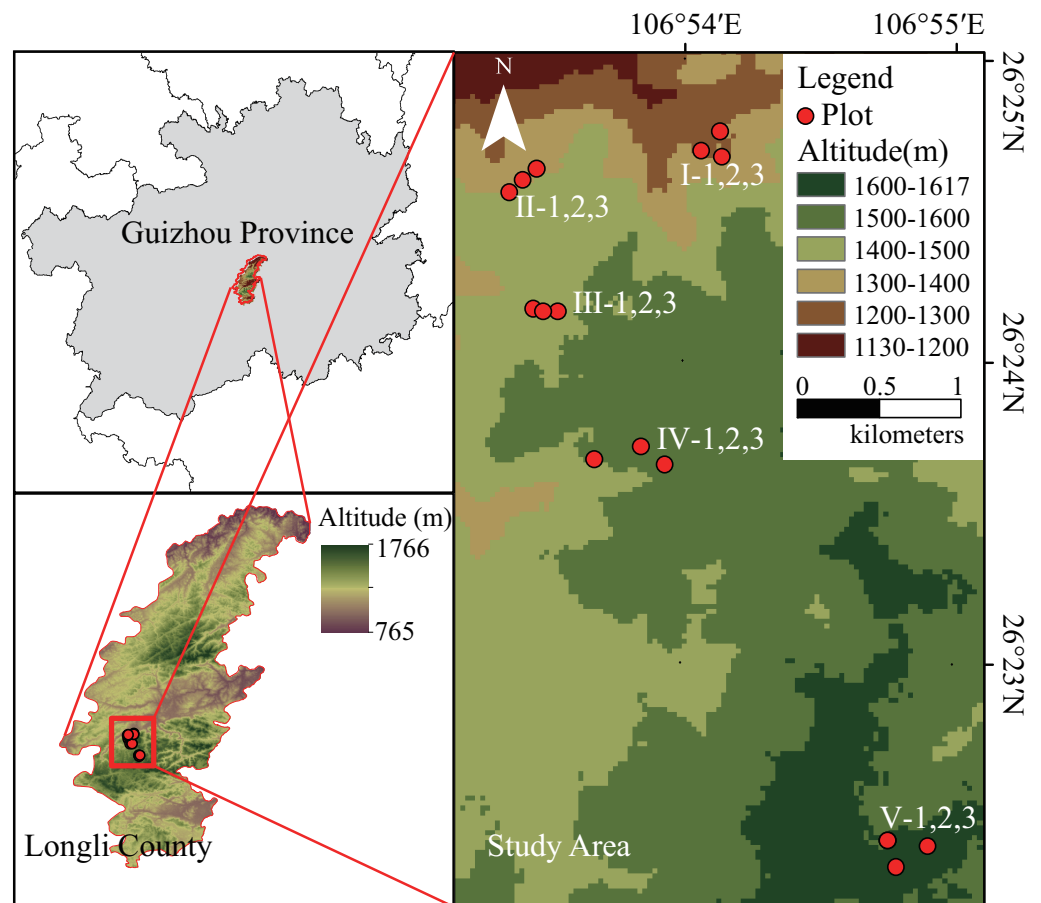 106°54′E
106°55′E
N
Legend
Plot
Altitude(m)
1600-1617
1500-1600
1400-1500
1300-1400
1200-1300
1130-1200
0 0.5 1
kilometers
26°25′N
26°24′N
26°23′N
I-1,2,3
II-1,2,3
III-1,2,3
IV-1,2,3
V-1,2,3
Study Area
Guizhou Province
Altitude (m)
1766
765
Longli County